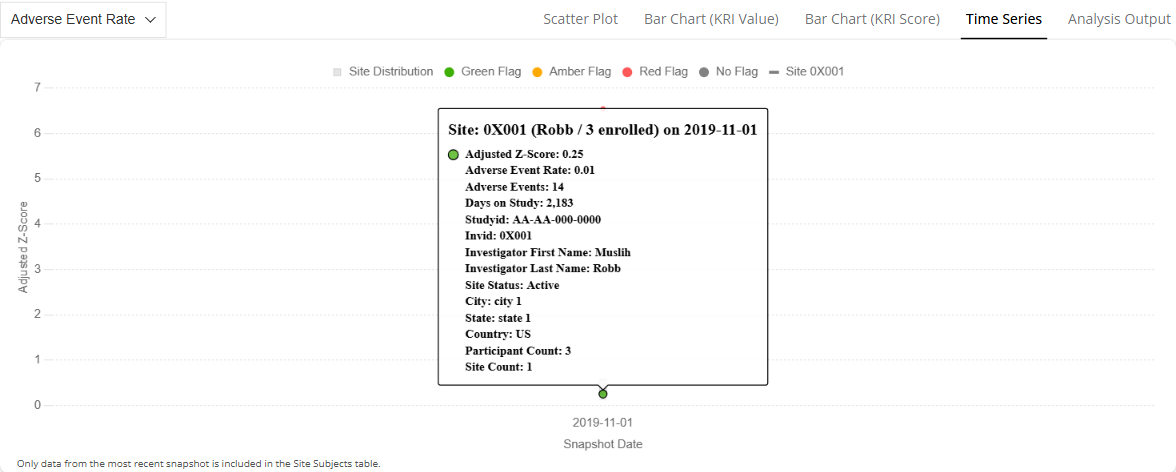 Adverse Event Rate
Scatter Plot Bar Chart (KRI Value) Bar Chart (KRI Score) Time Series Analysis Output
Site Distribution Green Flag Amber Flag Red Flag No Flag Site 0X001
7
6
5
4
3
2
1
0
Adjusted Z-Score
Site: 0X001 (Robb / 3 enrolled) on 2019-11-01
Adjusted Z-Score: 0.25
Adverse Event Rate: 0.01
Adverse Events: 14
Days on Study: 2,183
Studyid: AA-AA-000-0000
Invid: 0X001
Investigator First Name: Muslih
Investigator Last Name: Robb
Site Status: Active
City: city 1
State: state 1
Country: US
Participant Count: 3
Site Count: 1
2019-11-01
Snapshot Date
Only data from the most recent snapshot is included in the Site Subjects table.